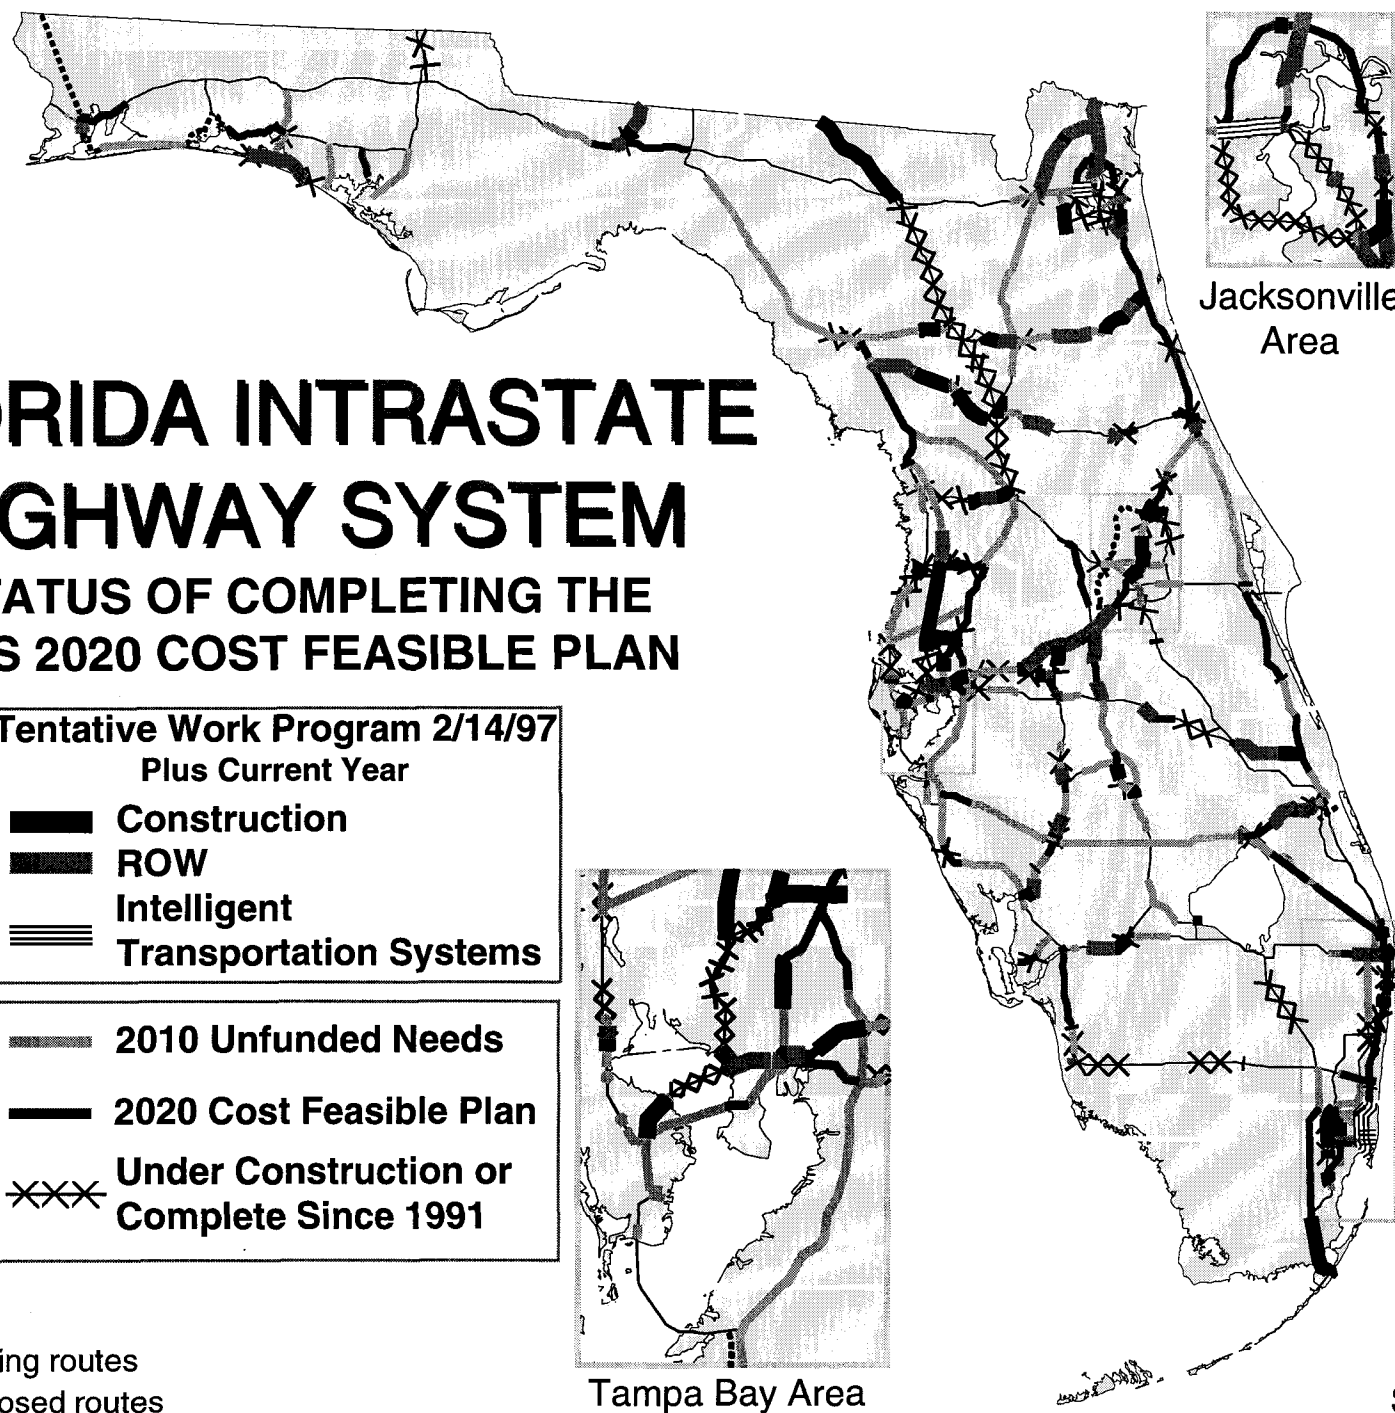 ORIDA INTRASTATE
GHWAY SYSTEM
TATUS OF COMPLETING THE
S 2020 COST FEASIBLE PLAN
Tentative Work Program 2/14/97
Plus Current Year
Construction
ROW
Intelligent
Transportation Systems
2010 Unfunded Needs
2020 Cost Feasible Plan
Under Construction or
Complete Since 1991
ing routes
osed routes
Tampa Bay Area
Jacksonville
Area